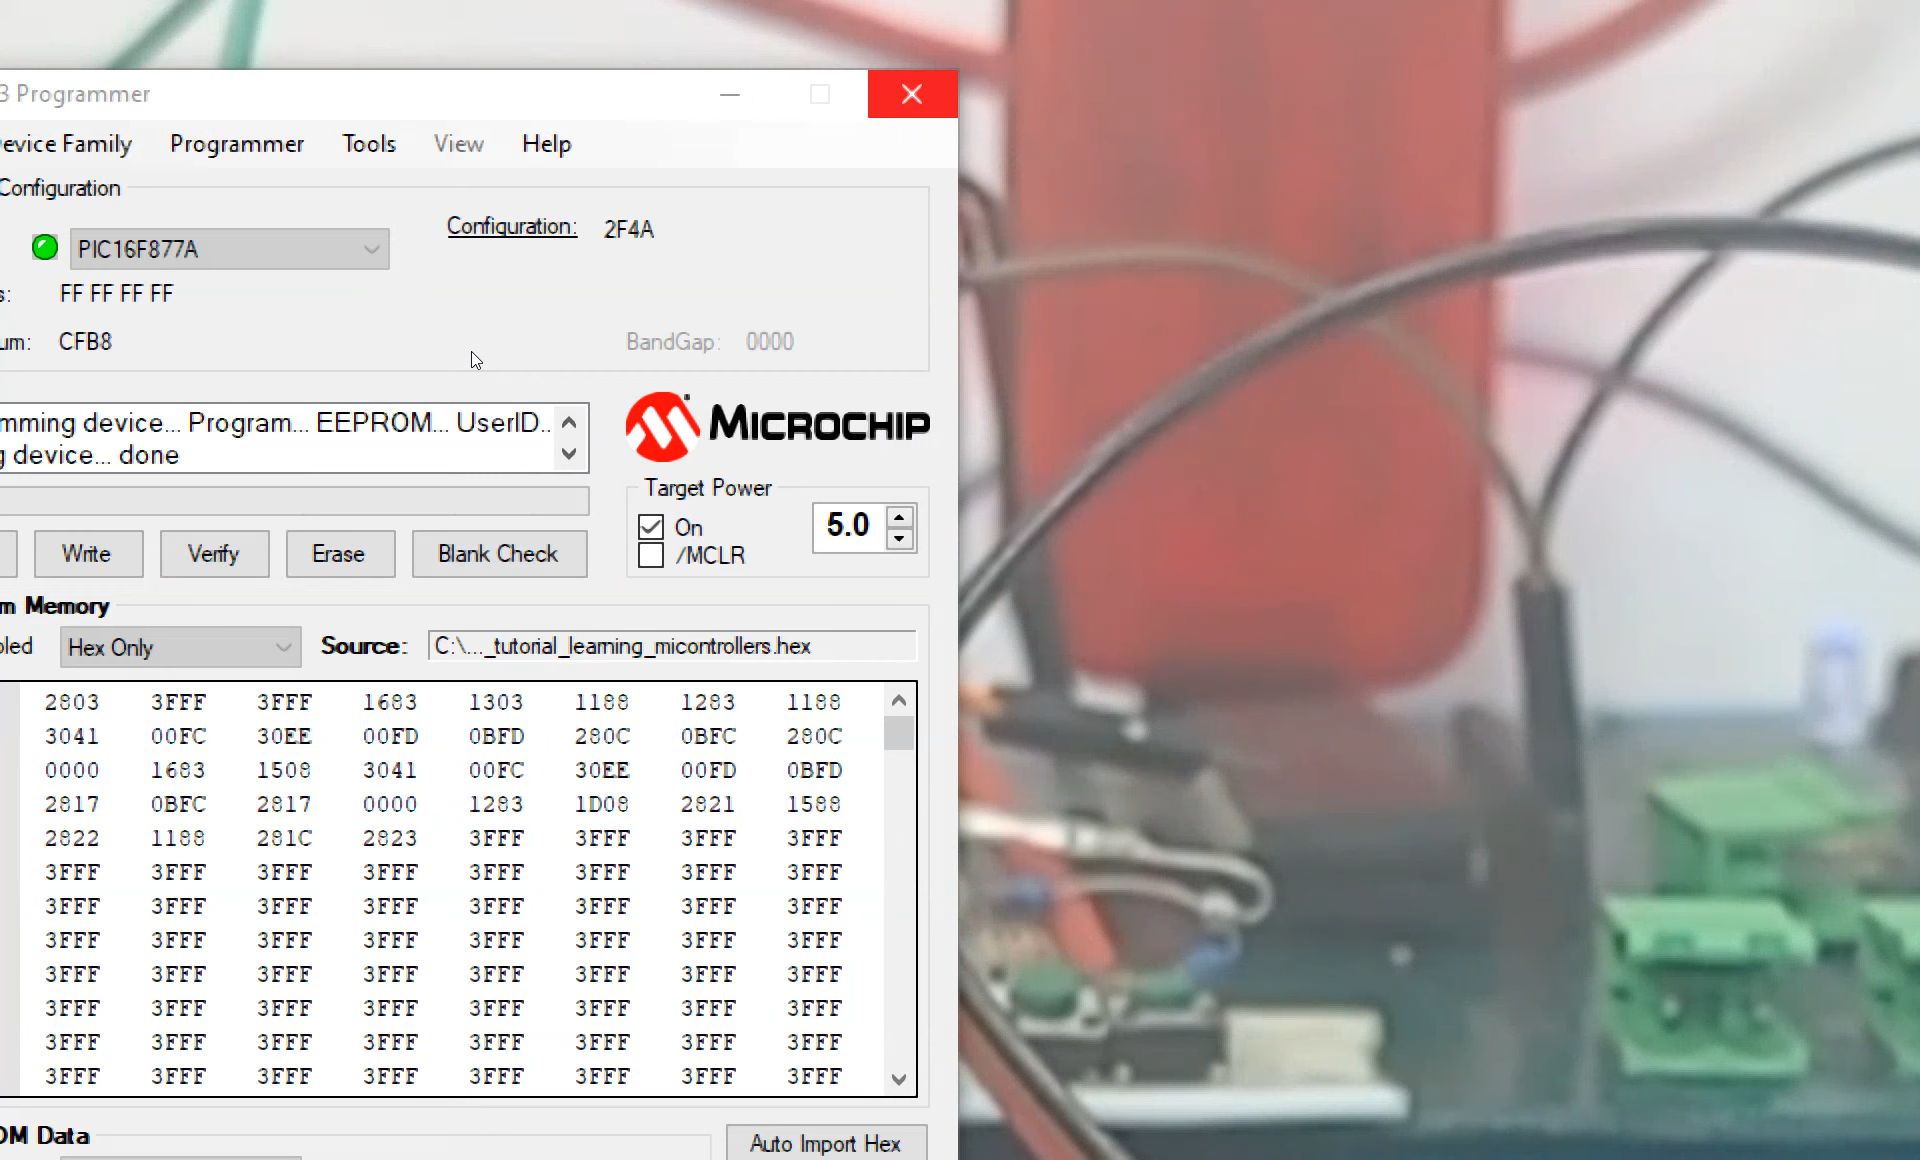 3 Programmer
evice Family Programmer Tools View Help
Configuration
PIC16F877A Configuration: 2F4A
s: FF FF FF FF
um: CFB8 BandGap: 0000
mming device... Program... EEPROM... UserID..
g device... done
MICROCHIP
Target Power
On 5.0
/MCLR
Write Verify Erase Blank Check
m Memory
bled Hex Only Source: C:\..._tutorial_learning_micontrollers.hex
2803 3FFF 3FFF 1683 1303 1188 1283 1188
3041 00FC 30EE 00FD 0BFD 280C 0BFC 280C
0000 1683 1508 3041 00FC 30EE 00FD 0BFD
2817 0BFC 2817 0000 1283 1D08 2821 1588
2822 1188 281C 2823 3FFF 3FFF 3FFF 3FFF
3FFF 3FFF 3FFF 3FFF 3FFF 3FFF 3FFF 3FFF
3FFF 3FFF 3FFF 3FFF 3FFF 3FFF 3FFF 3FFF
3FFF 3FFF 3FFF 3FFF 3FFF 3FFF 3FFF 3FFF
3FFF 3FFF 3FFF 3FFF 3FFF 3FFF 3FFF 3FFF
3FFF 3FFF 3FFF 3FFF 3FFF 3FFF 3FFF 3FFF
3FFF 3FFF 3FFF 3FFF 3FFF 3FFF 3FFF 3FFF
3FFF 3FFF 3FFF 3FFF 3FFF 3FFF 3FFF 3FFF
OM Data
Auto Import Hex